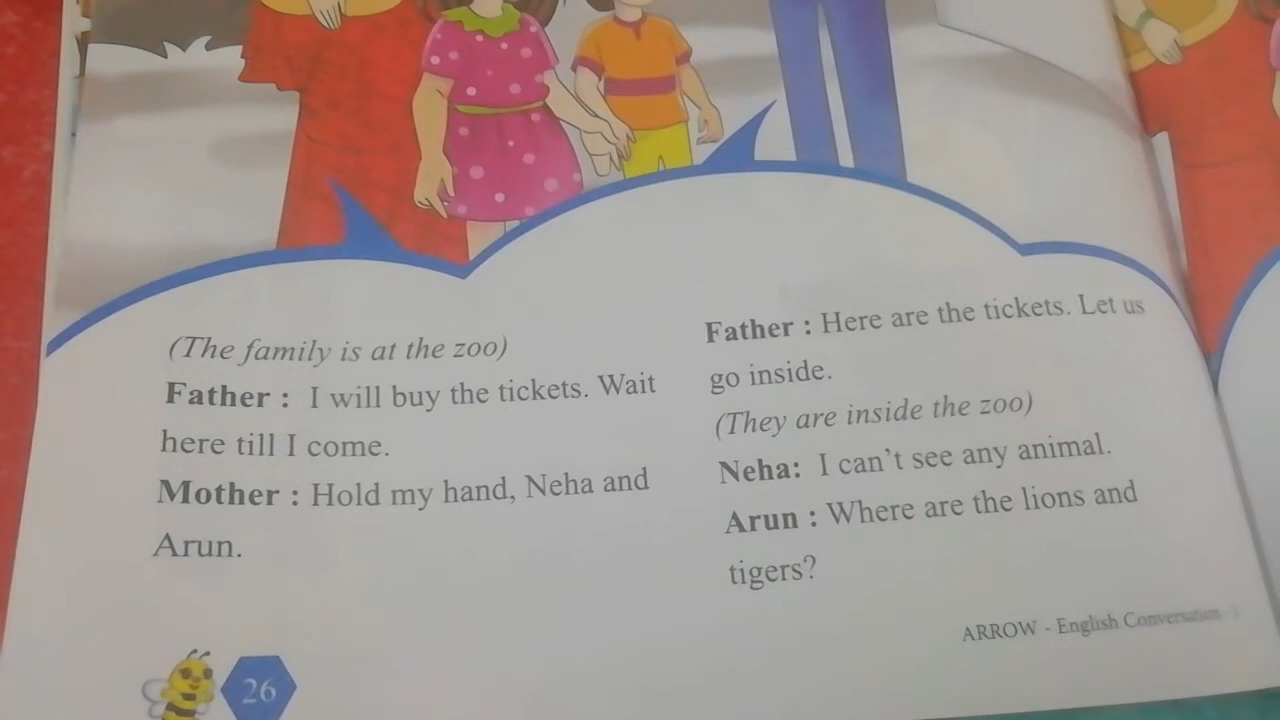 (The family is at the zoo)
Father : I will buy the tickets. Wait
here till I come.
Mother : Hold my hand, Neha and
Arun.
Father : Here are the tickets. Let us
go inside.
(They are inside the zoo)
Neha: I can't see any animal.
Arun : Where are the lions and
tigers?
ARROW - English Conversation
26